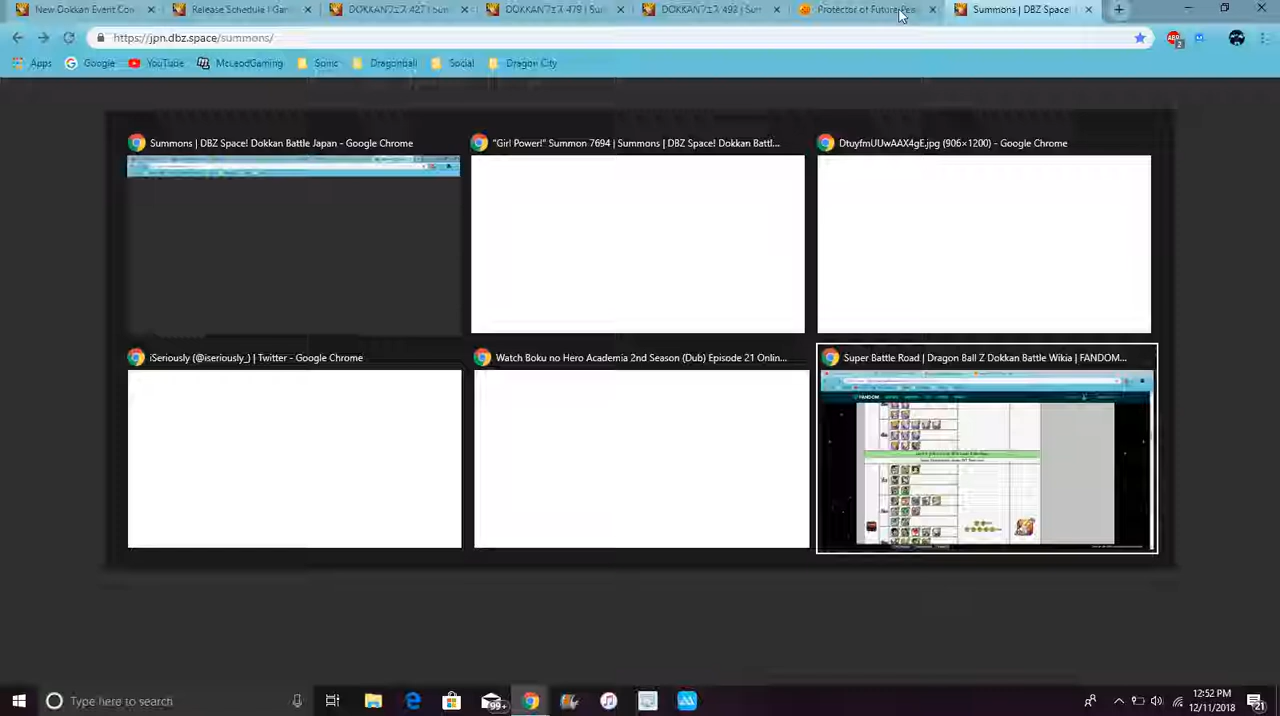 New Dokkan Event Con
Release Schedule | Gam
DOKKANフェス 427 | Sum
DOKKANフェス 479 | Sum
DOKKANフェス 493 | Sum
Protector of Future Pea
Summons | DBZ Space!
https://jpn.dbz.space/summons/
Apps
Google
YouTube
McLeodGaming
Sonic
Dragonball
Social
Dragon City
Summons | DBZ Space! Dokkan Battle Japan - Google Chrome
"Girl Power!" Summon 7694 | Summons | DBZ Space! Dokkan Battl...
DtuyfmUUwAAX4gE.jpg (906×1200) - Google Chrome
iSeriously (@iseriously_) | Twitter - Google Chrome
Watch Boku no Hero Academia 2nd Season (Dub) Episode 21 Onlin...
Super Battle Road | Dragon Ball Z Dokkan Battle Wikia | FANDOM...
FANDOM
Type here to search
99+
12:52 PM
12/11/2018
21